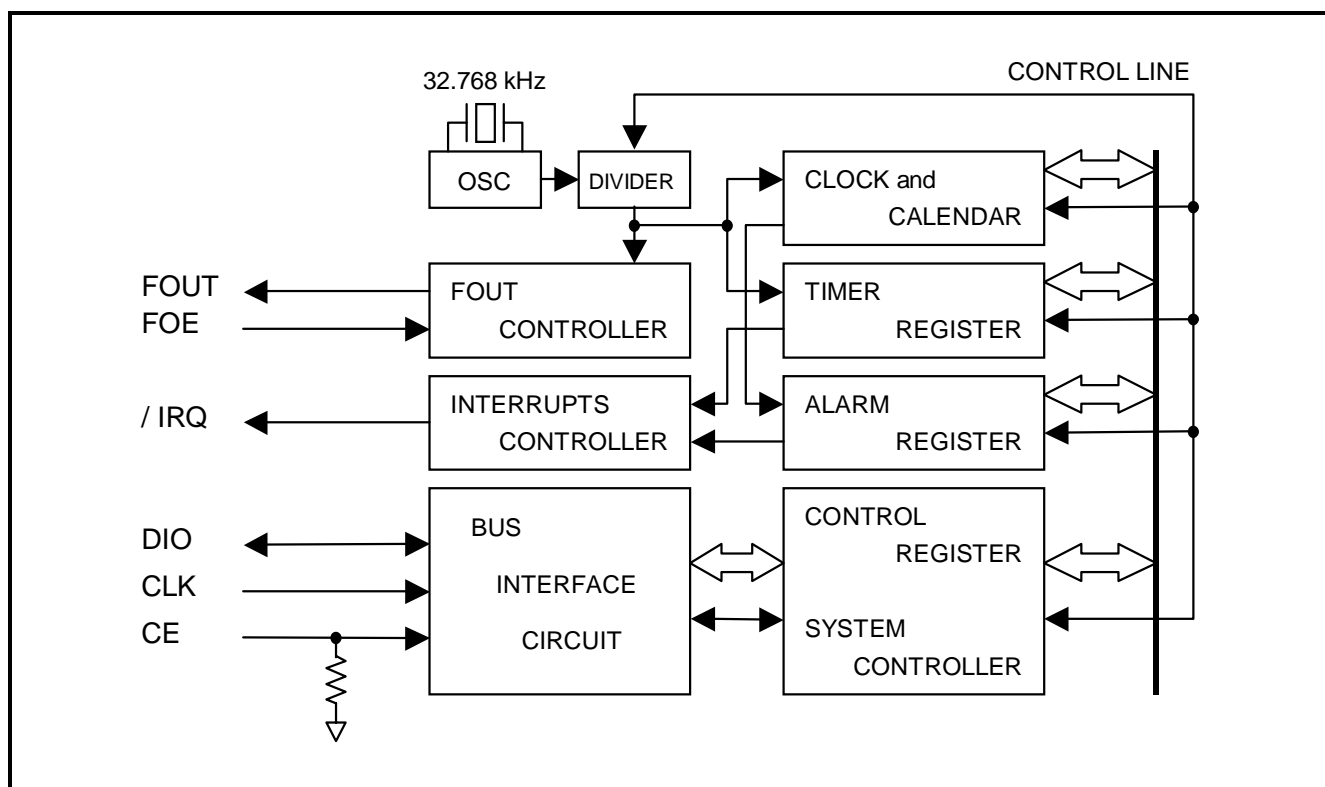 CONTROL LINE
32.768 kHz
OSC
DIVIDER
CLOCK and
CALENDAR
FOUT
FOE
FOUT
CONTROLLER
TIMER
REGISTER
/ IRQ
INTERRUPTS
CONTROLLER
ALARM
REGISTER
DIO
CLK
CE
BUS
INTERFACE
CIRCUIT
CONTROL
REGISTER
SYSTEM
CONTROLLER